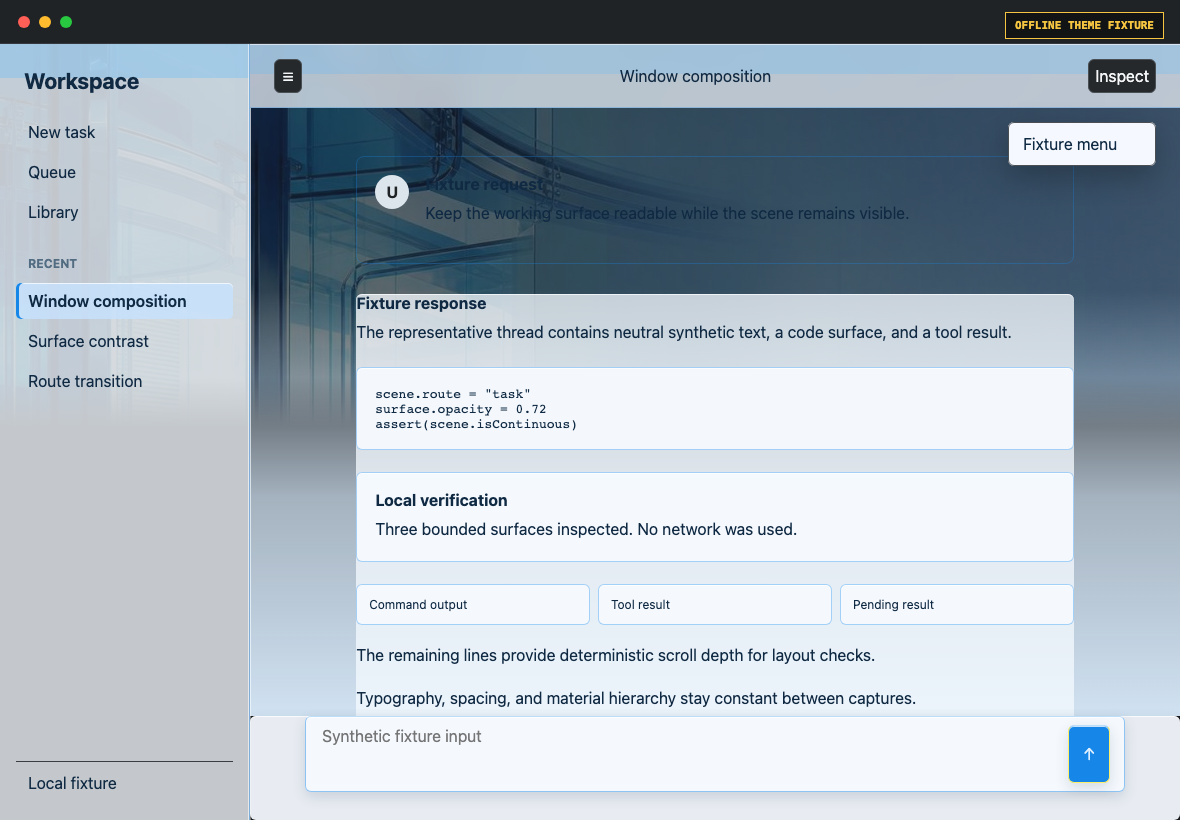 OFFLINE THEME FIXTURE
Workspace
Window composition
Inspect
New task
Queue
Library
RECENT
Window composition
Surface contrast
Route transition
Local fixture
Fixture menu
U
Fixture request
Keep the working surface readable while the scene remains visible.
Fixture response
The representative thread contains neutral synthetic text, a code surface, and a tool result.
scene.route = "task"
surface.opacity = 0.72
assert(scene.isContinuous)
Local verification
Three bounded surfaces inspected. No network was used.
Command output
Tool result
Pending result
The remaining lines provide deterministic scroll depth for layout checks.
Typography, spacing, and material hierarchy stay constant between captures.
Synthetic fixture input